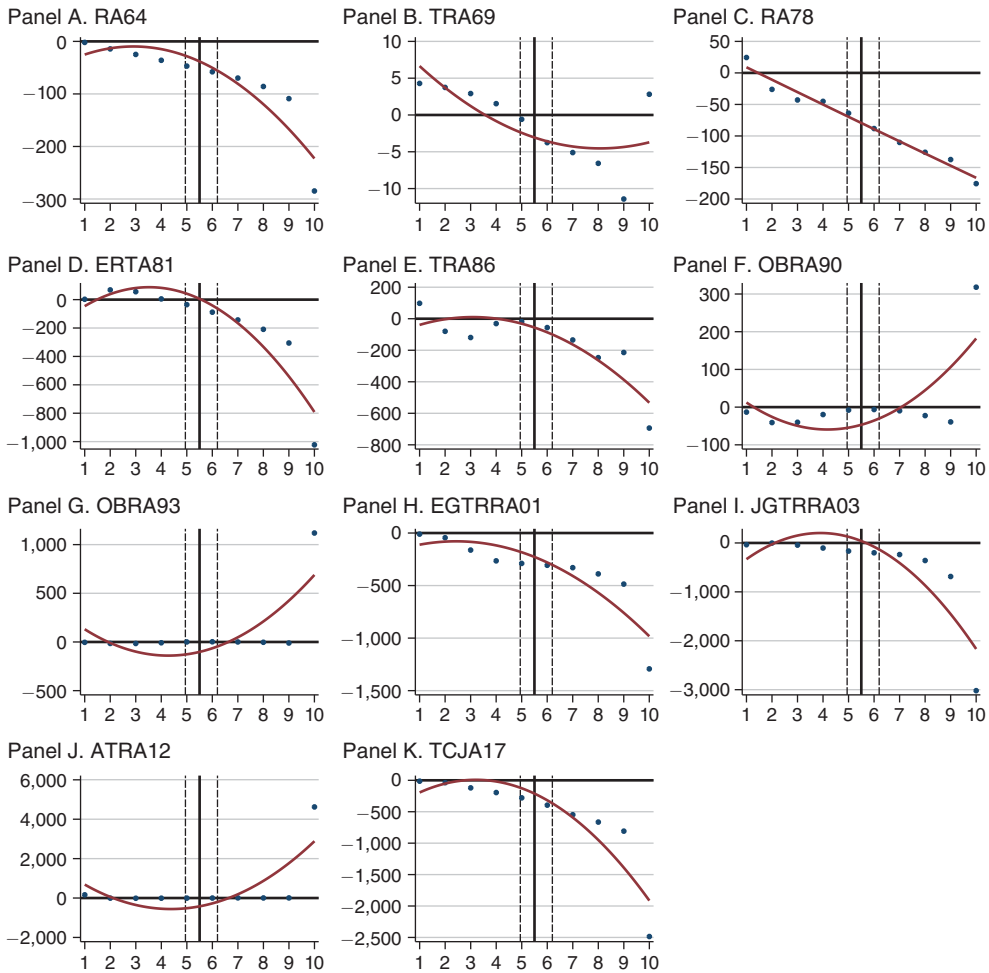 Panel A. RA64
0
−100
−200
−300
1 2 3 4 5 6 7 8 9 10
Panel B. TRA69
10
5
0
−5
−10
1 2 3 4 5 6 7 8 9 10
Panel C. RA78
50
0
−50
−100
−150
−200
1 2 3 4 5 6 7 8 9 10
Panel D. ERTA81
0
−200
−400
−600
−800
−1,000
1 2 3 4 5 6 7 8 9 10
Panel E. TRA86
200
0
−200
−400
−600
−800
1 2 3 4 5 6 7 8 9 10
Panel F. OBRA90
300
200
100
0
−100
1 2 3 4 5 6 7 8 9 10
Panel G. OBRA93
1,000
500
0
−500
1 2 3 4 5 6 7 8 9 10
Panel H. EGTRRA01
0
−500
−1,000
−1,500
1 2 3 4 5 6 7 8 9 10
Panel I. JGTRRA03
0
−1,000
−2,000
−3,000
1 2 3 4 5 6 7 8 9 10
Panel J. ATRA12
6,000
4,000
2,000
0
−2,000
1 2 3 4 5 6 7 8 9 10
Panel K. TCJA17
0
−500
−1,000
−1,500
−2,000
−2,500
1 2 3 4 5 6 7 8 9 10